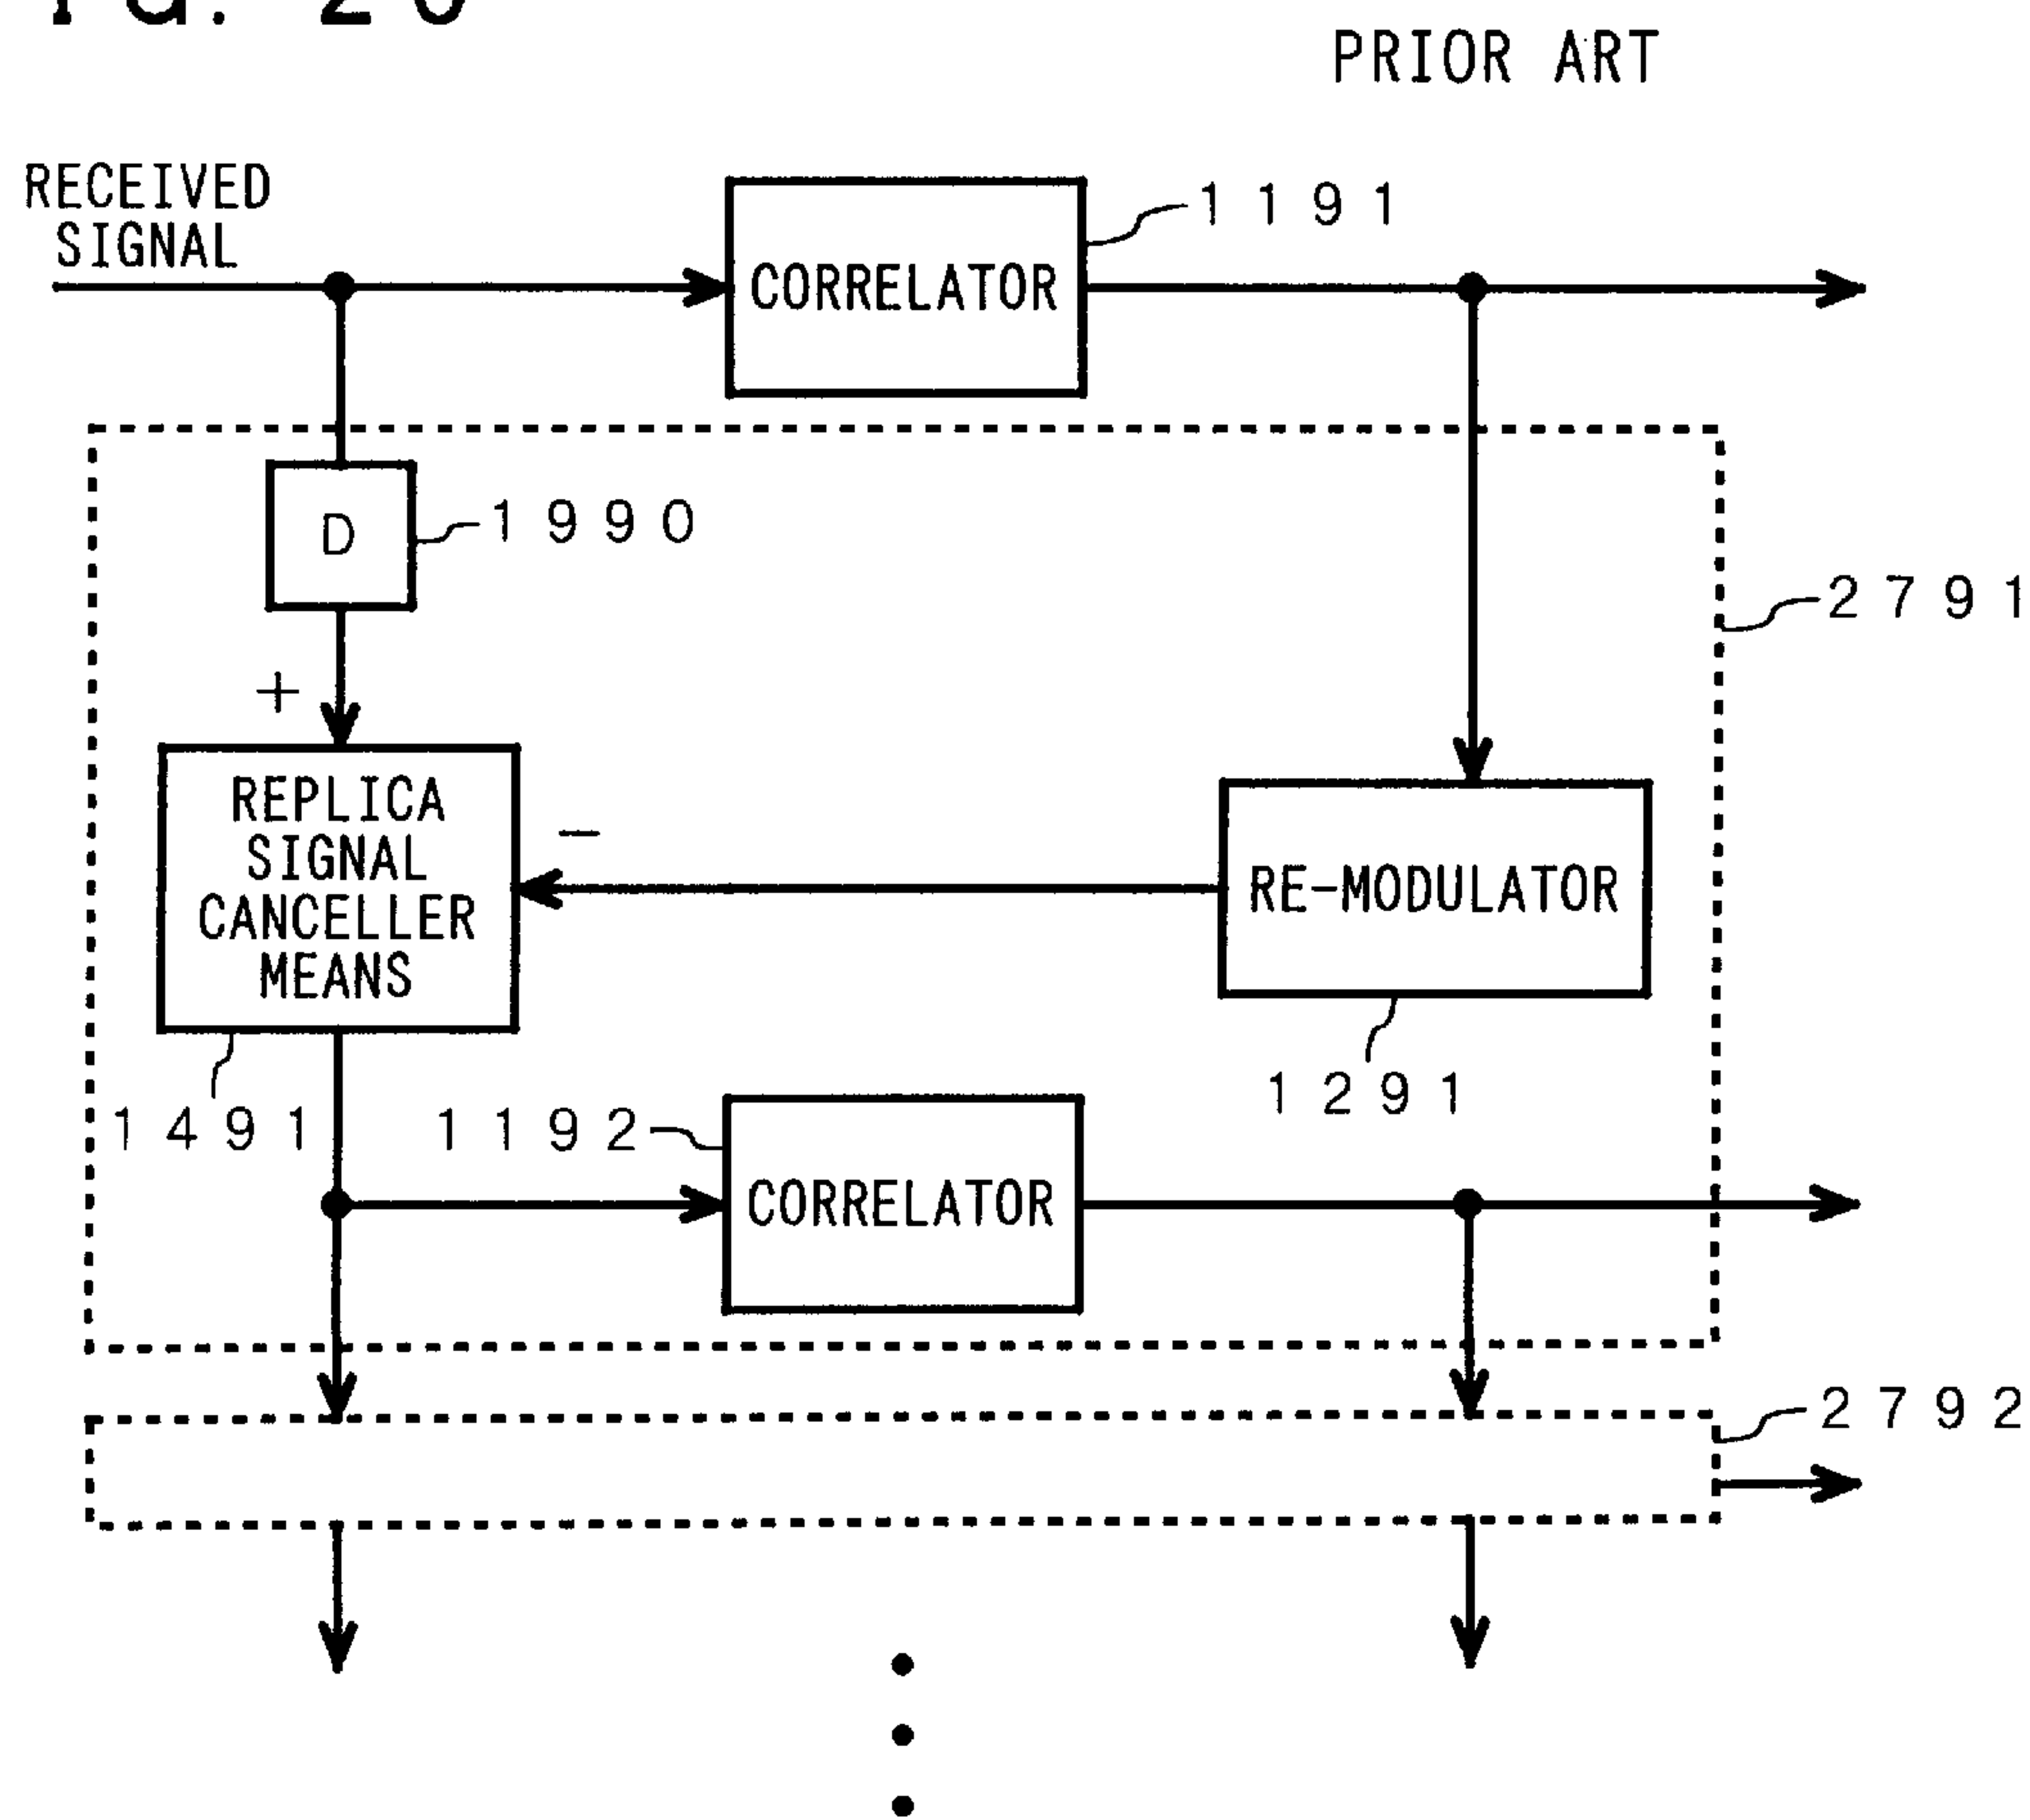 PRIOR ART
RECEIVED
SIGNAL
1191
CORRELATOR
D
1990
2791
+
REPLICA
SIGNAL
CANCELLER
MEANS
−
RE-MODULATOR
1291
1491
1192
CORRELATOR
2792